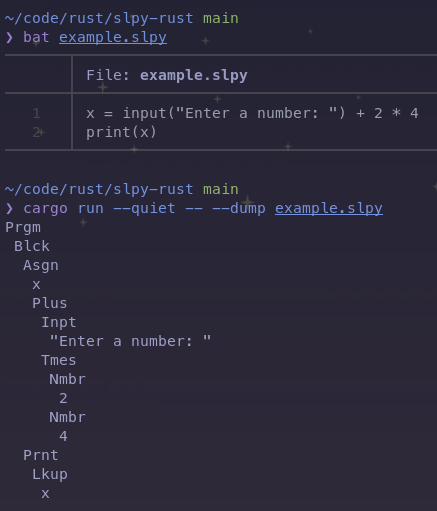 ~/code/rust/slpy-rust main
❯ bat example.slpy
File: example.slpy
1 x = input("Enter a number: ") + 2 * 4
2 print(x)
~/code/rust/slpy-rust main
❯ cargo run --quiet -- --dump example.slpy
Prgm
Blck
Asgn
x
Plus
Inpt
"Enter a number: "
Tmes
Nmbr
2
Nmbr
4
Prnt
Lkup
x